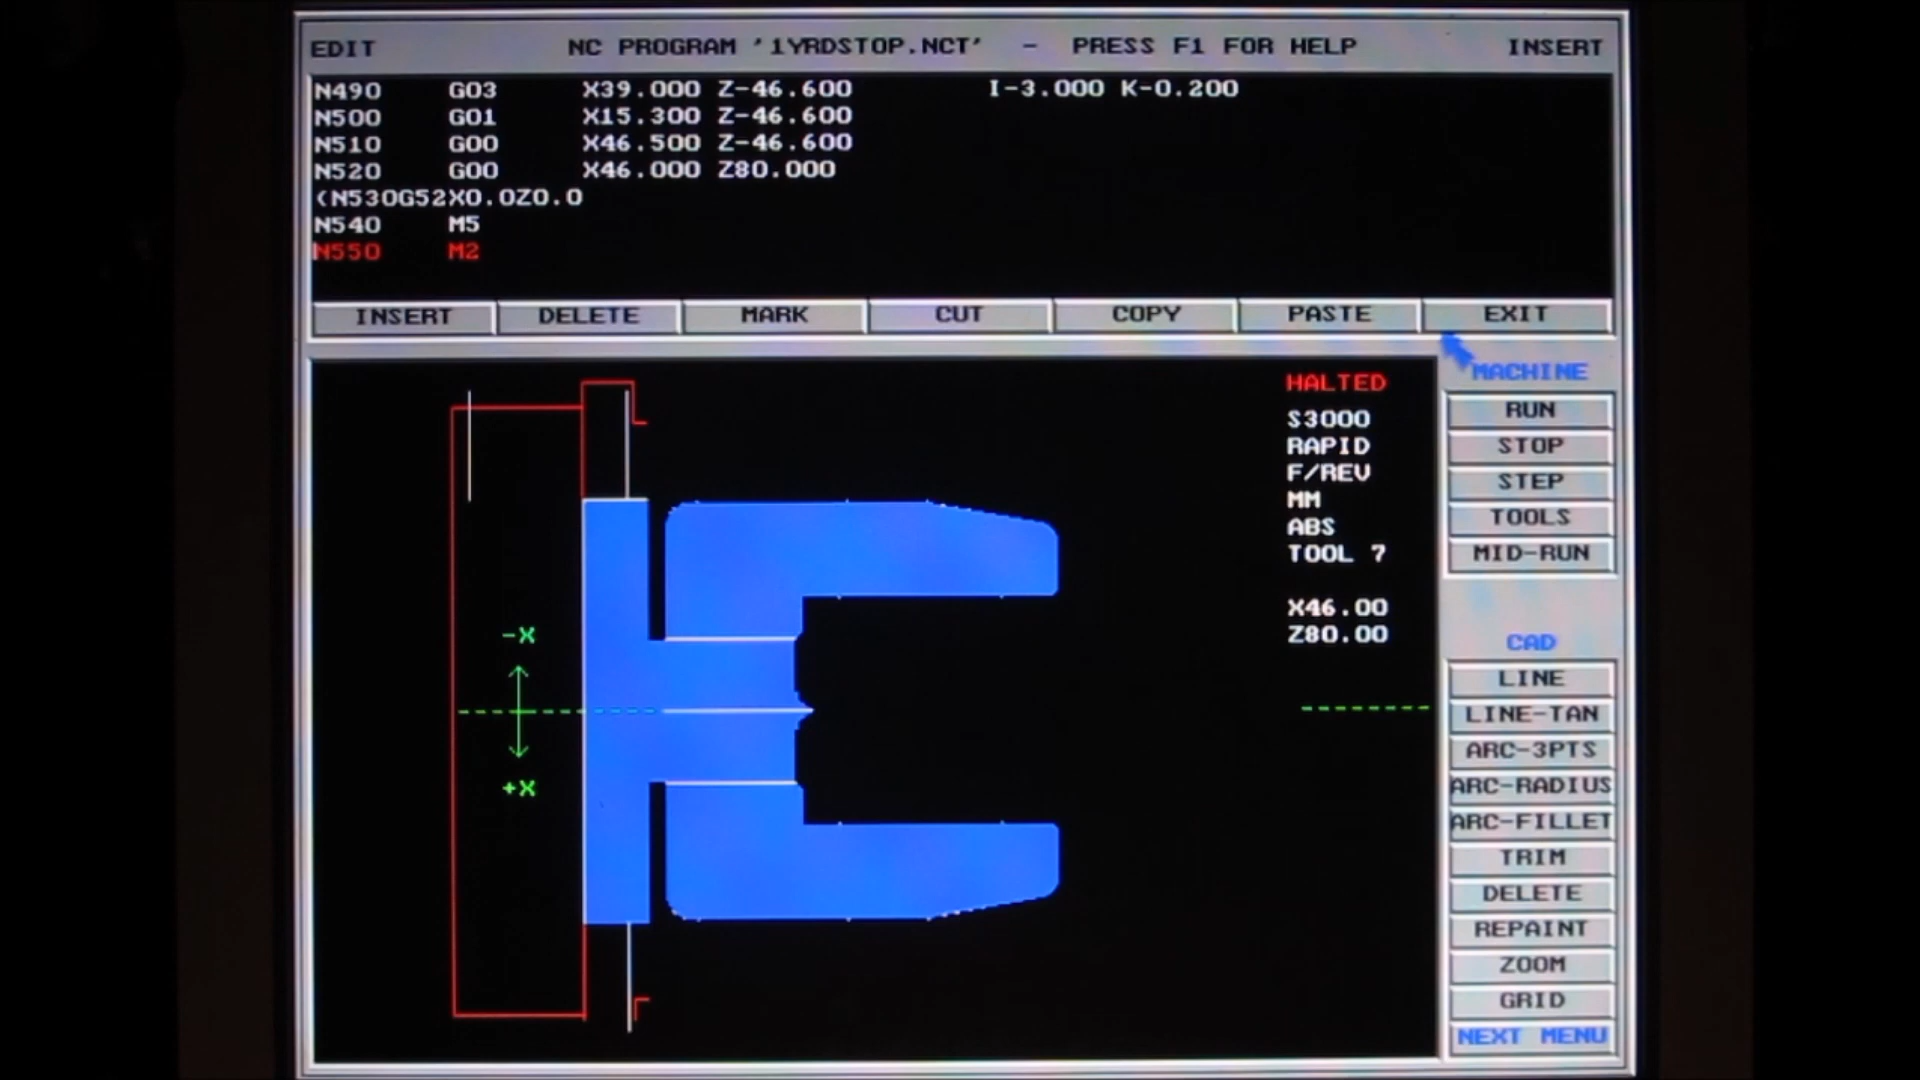 EDIT NC PROGRAM '1YRDSTOP.NCT' - PRESS F1 FOR HELP INSERT
N490 G03 X39.000 Z-46.600 I-3.000 K-0.200
N500 G01 X15.300 Z-46.600
N510 G00 X46.500 Z-46.600
N520 G00 X46.000 Z80.000
(N530G52X0.0Z0.0
N540 M5
N550 M2
INSERT DELETE MARK CUT COPY PASTE EXIT
HALTED
S3000
RAPID
F/REV
MM
ABS
TOOL 7
X46.00
Z80.00
-X
+X
MACHINE
RUN
STOP
STEP
TOOLS
MID-RUN
CAD
LINE
LINE-TAN
ARC-3PTS
ARC-RADIUS
ARC-FILLET
TRIM
DELETE
REPAINT
ZOOM
GRID
NEXT MENU